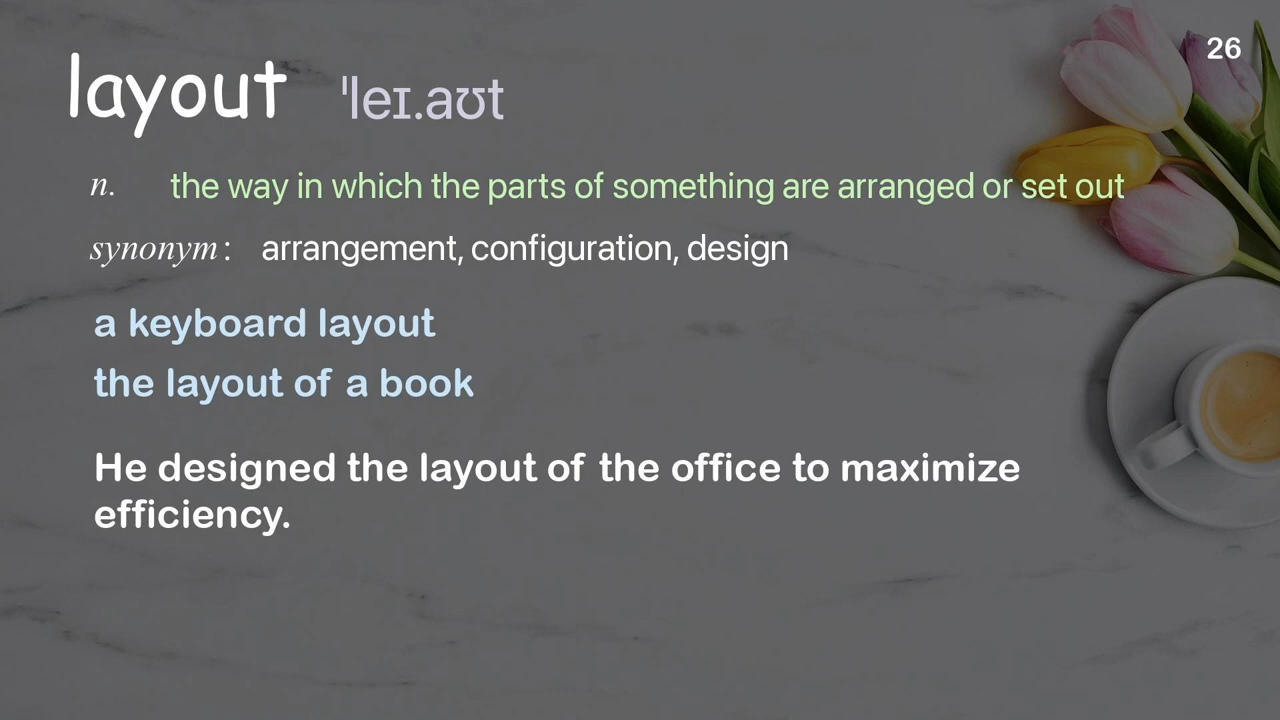 26
layout ˈleɪ.aʊt
n. the way in which the parts of something are arranged or set out
synonym: arrangement, configuration, design
a keyboard layout
the layout of a book
He designed the layout of the office to maximize
efficiency.